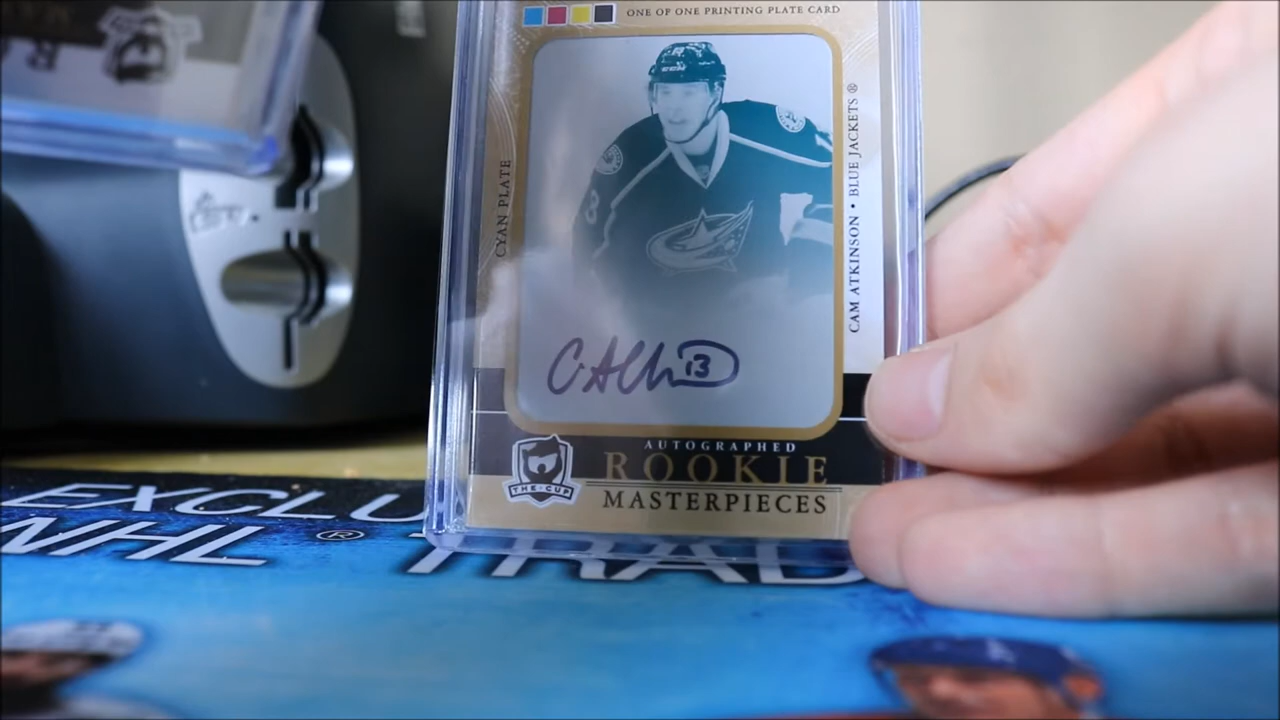 ONE OF ONE PRINTING PLATE CARD
CYAN PLATE
CAM ATKINSON • BLUE JACKETS®
13
AUTOGRAPHED
ROOKIE
MASTERPIECES
THE CUP
EXCLU
NHL ® TRAD